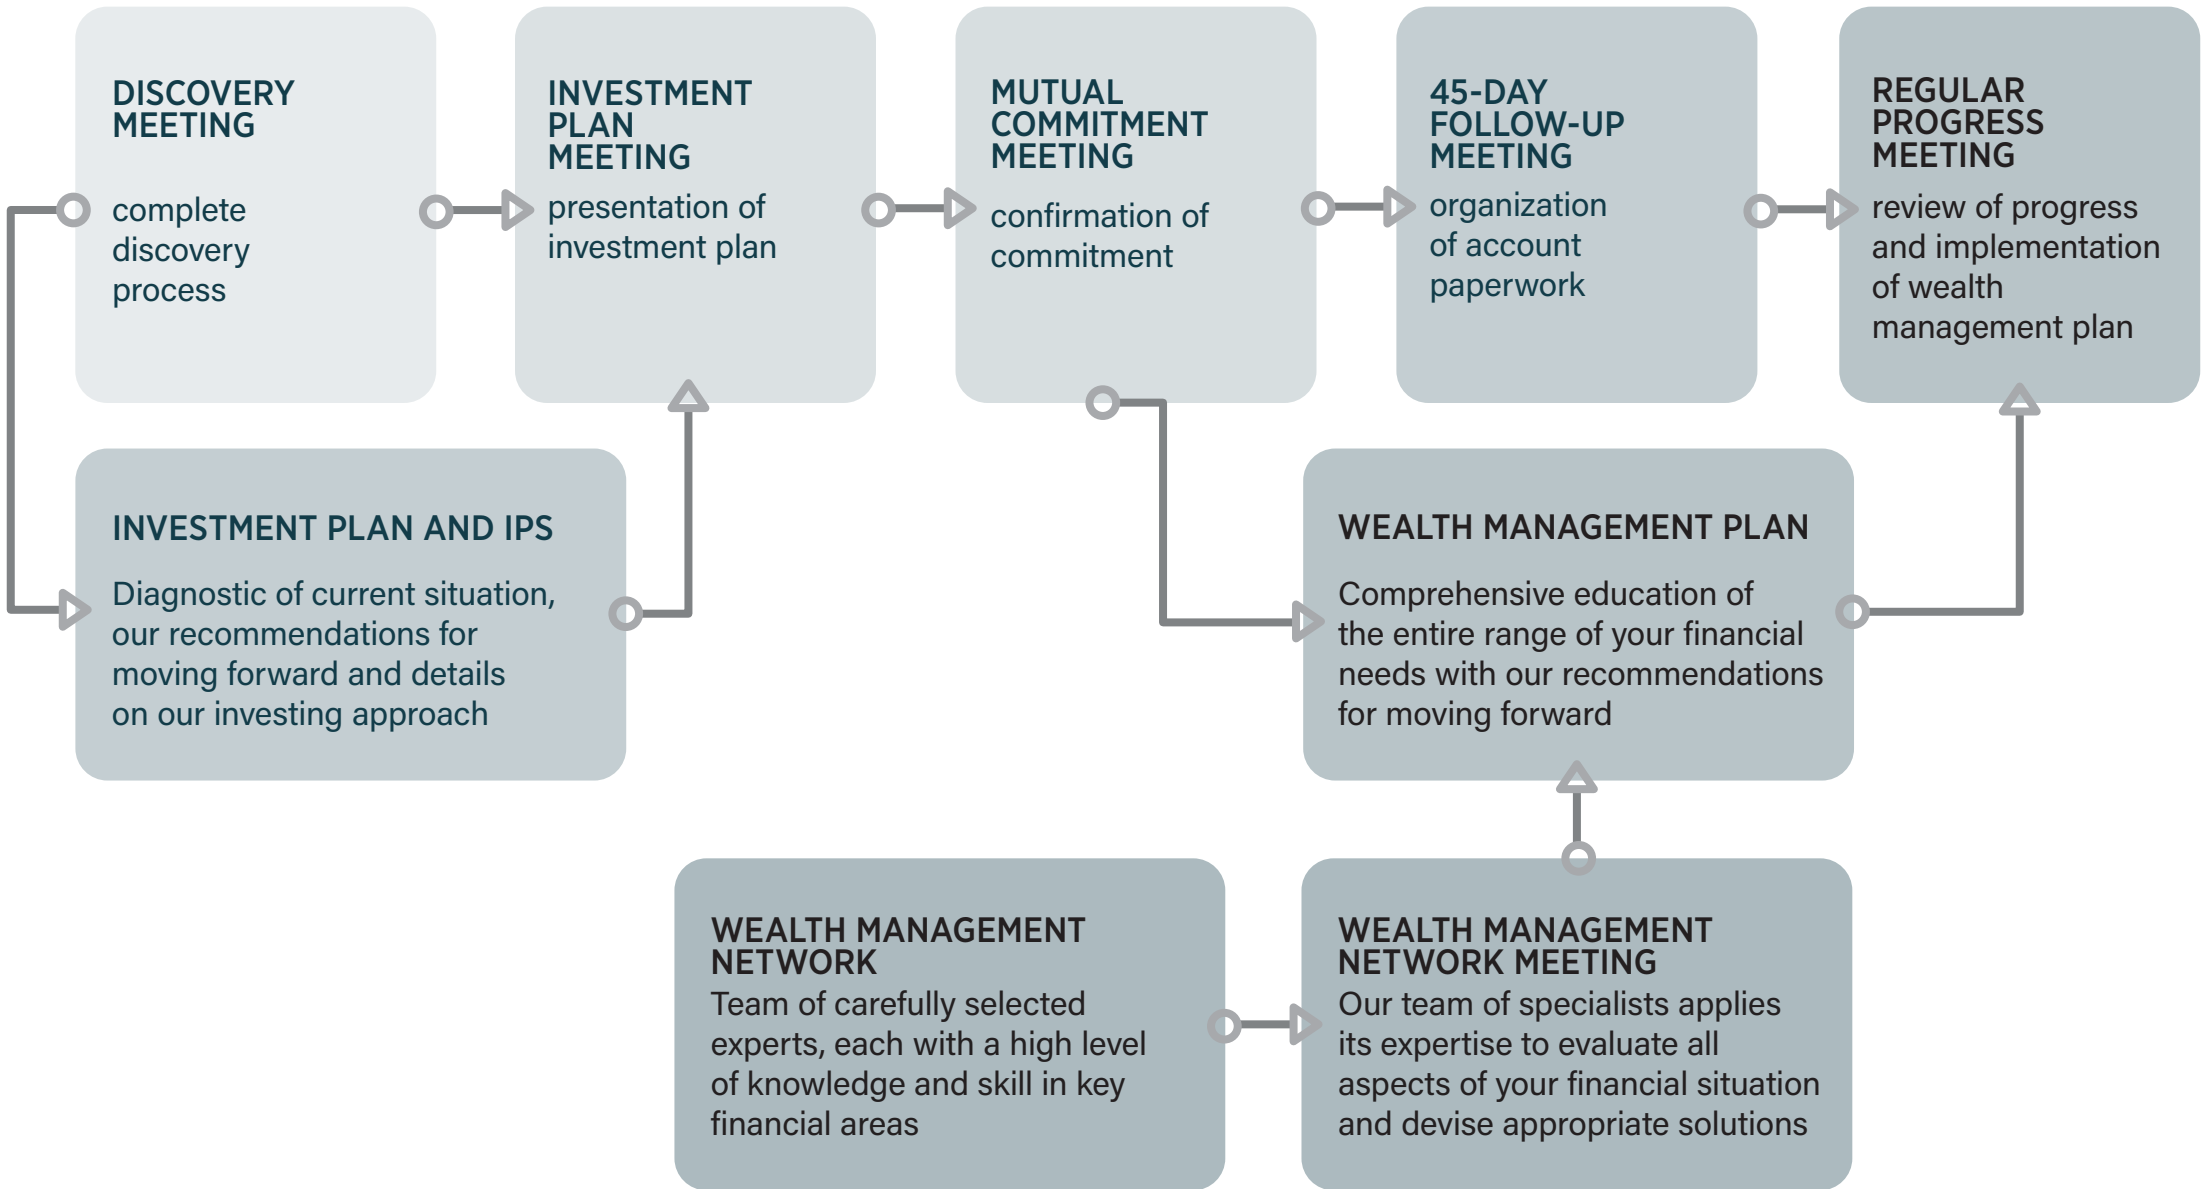 DISCOVERY
MEETING
complete
discovery
process
INVESTMENT
PLAN
MEETING
presentation of
investment plan
MUTUAL
COMMITMENT
MEETING
confirmation of
commitment
45-DAY
FOLLOW-UP
MEETING
organization
of account
paperwork
REGULAR
PROGRESS
MEETING
review of progress
and implementation
of wealth
management plan
INVESTMENT PLAN AND IPS
Diagnostic of current situation,
our recommendations for
moving forward and details
on our investing approach
WEALTH MANAGEMENT PLAN
Comprehensive education of
the entire range of your financial
needs with our recommendations
for moving forward
WEALTH MANAGEMENT
NETWORK
Team of carefully selected
experts, each with a high level
of knowledge and skill in key
financial areas
WEALTH MANAGEMENT
NETWORK MEETING
Our team of specialists applies
its expertise to evaluate all
aspects of your financial situation
and devise appropriate solutions